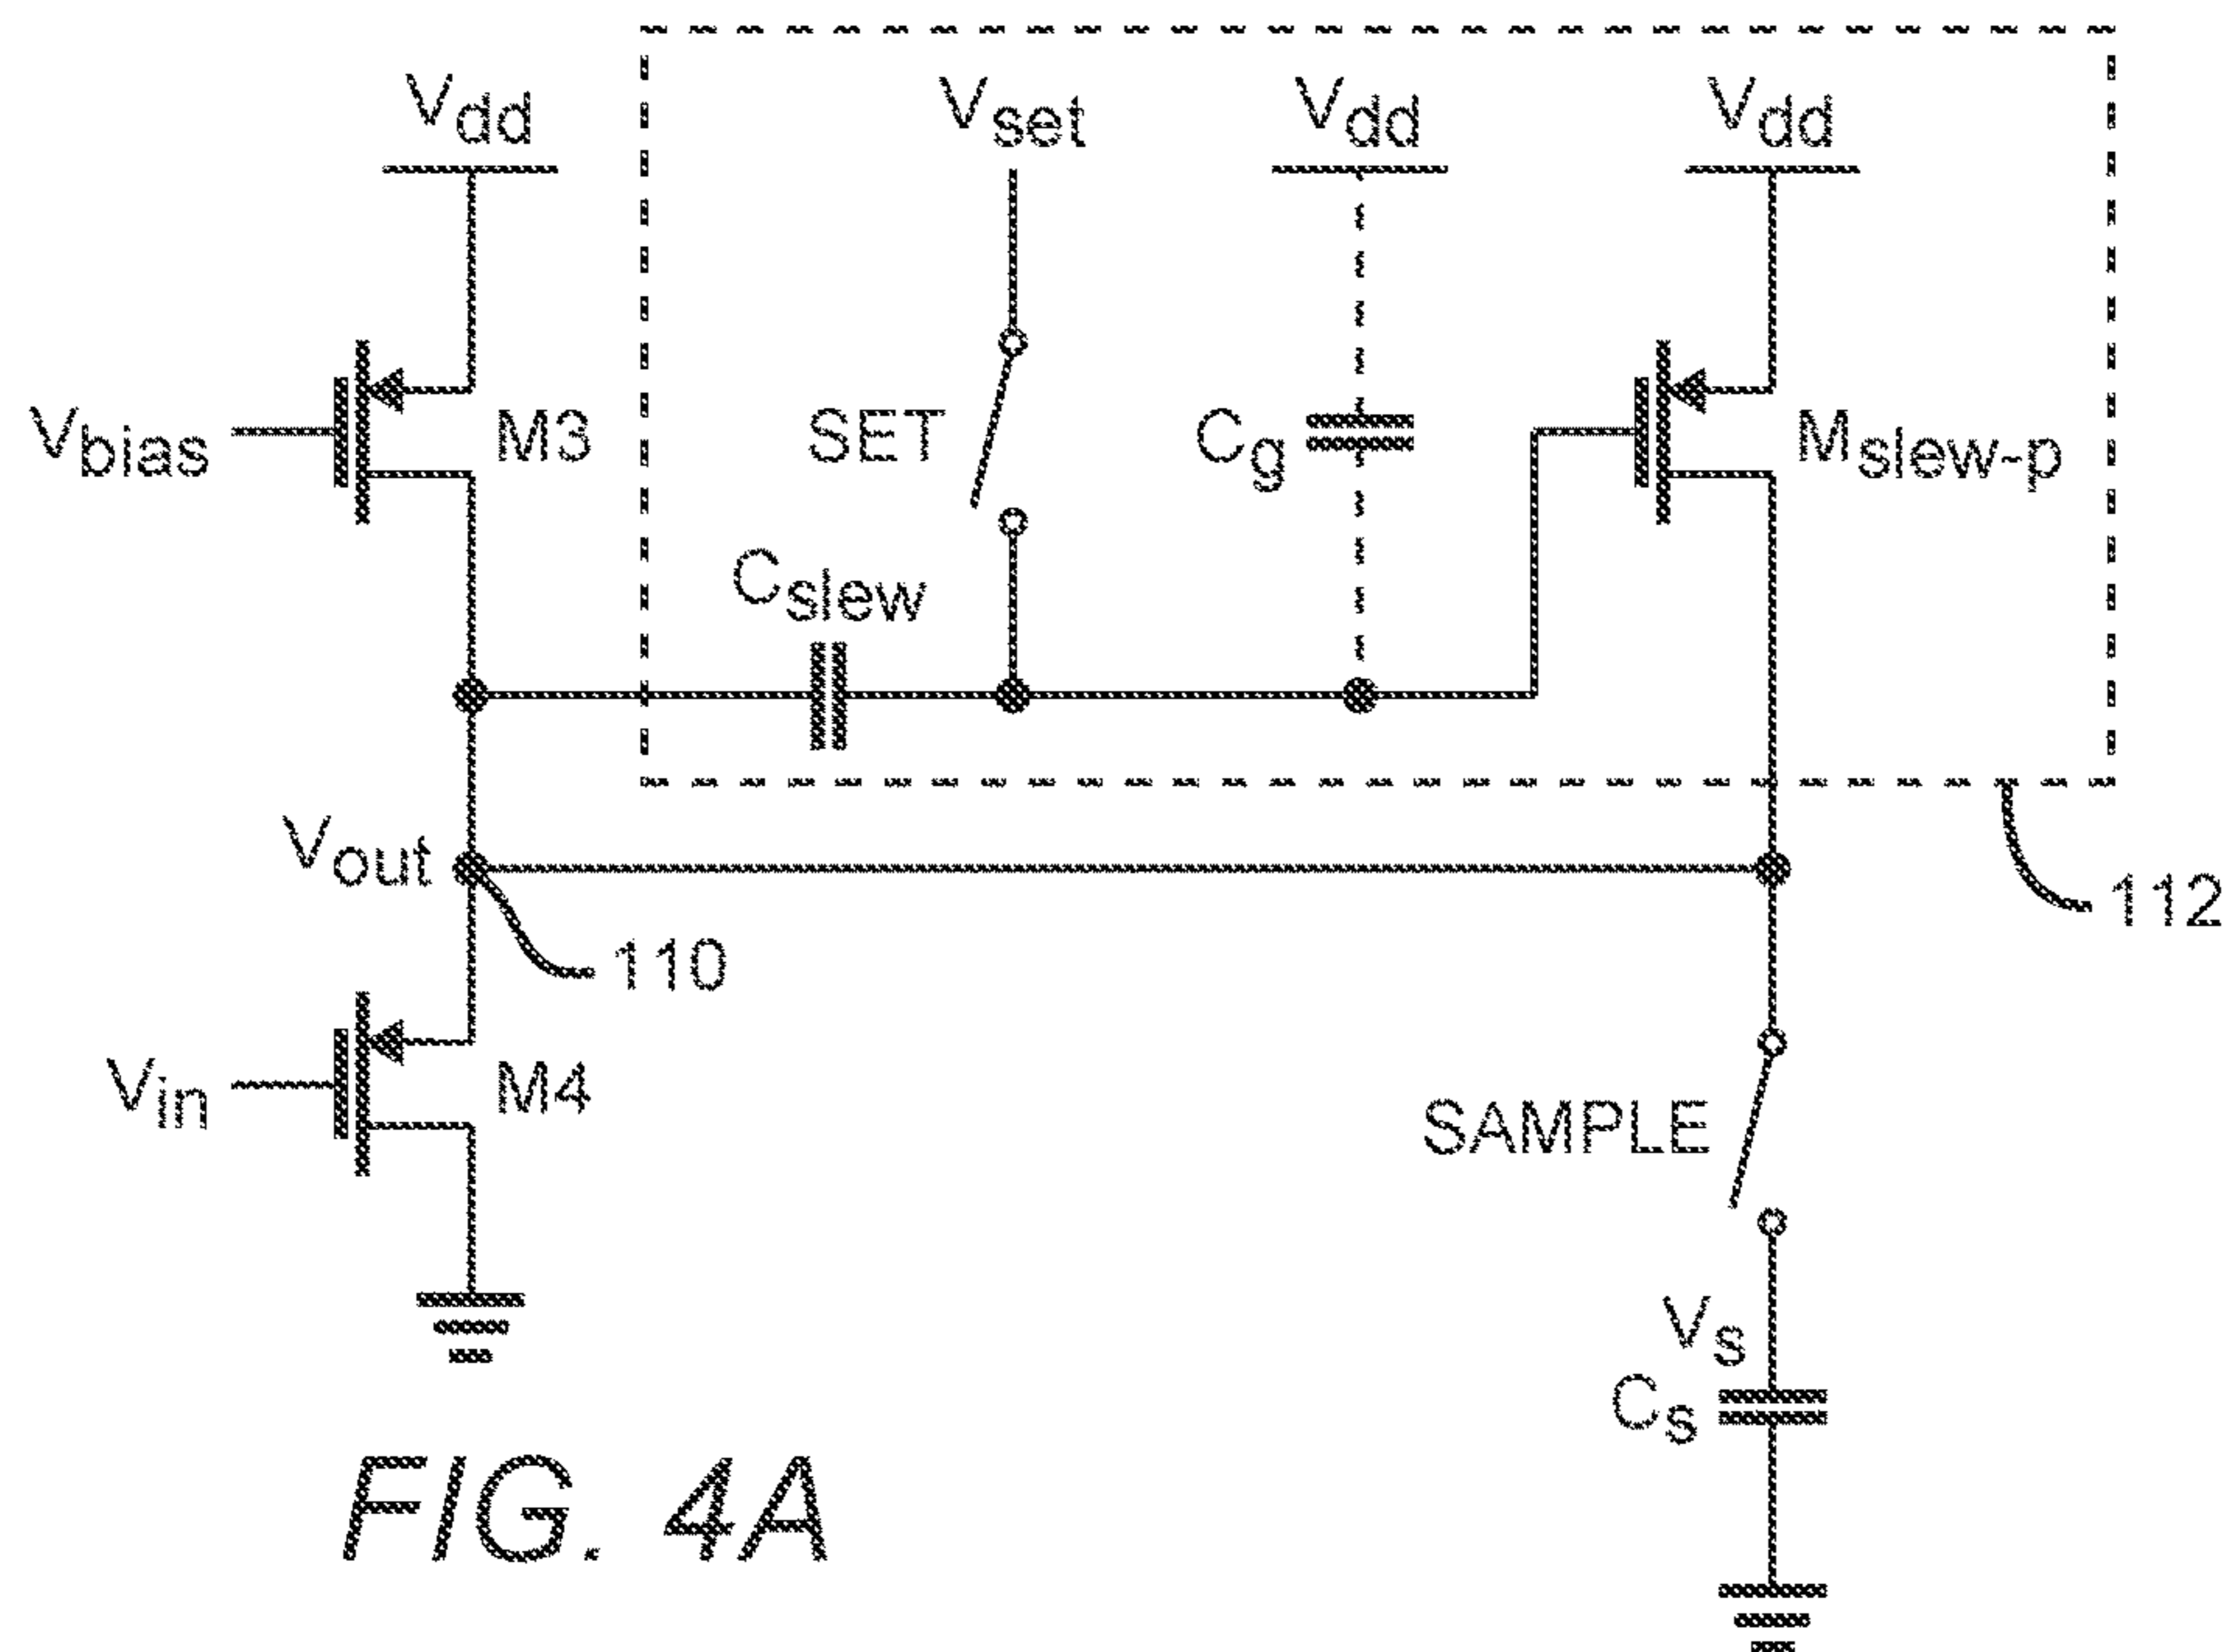 Vdd
Vset
Vdd
Vdd
Vbias
M3
SET
Cg
Mslew-p
Cslew
Vout
110
112
Vin
M4
SAMPLE
Vs
Cs
FIG. 4A